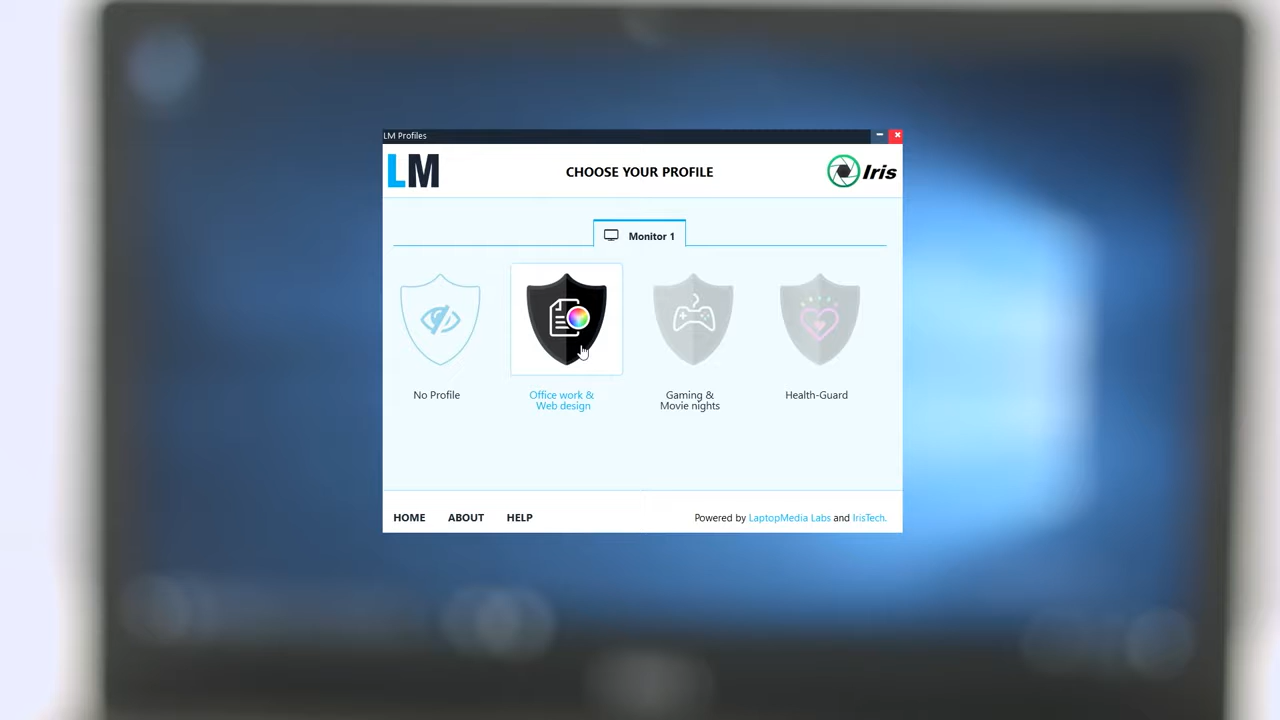 LM Profiles
LM
CHOOSE YOUR PROFILE
Iris
Monitor 1
No Profile
Office work &
Web design
Gaming &
Movie nights
Health-Guard
HOME
ABOUT
HELP
Powered by LaptopMedia Labs and IrisTech.